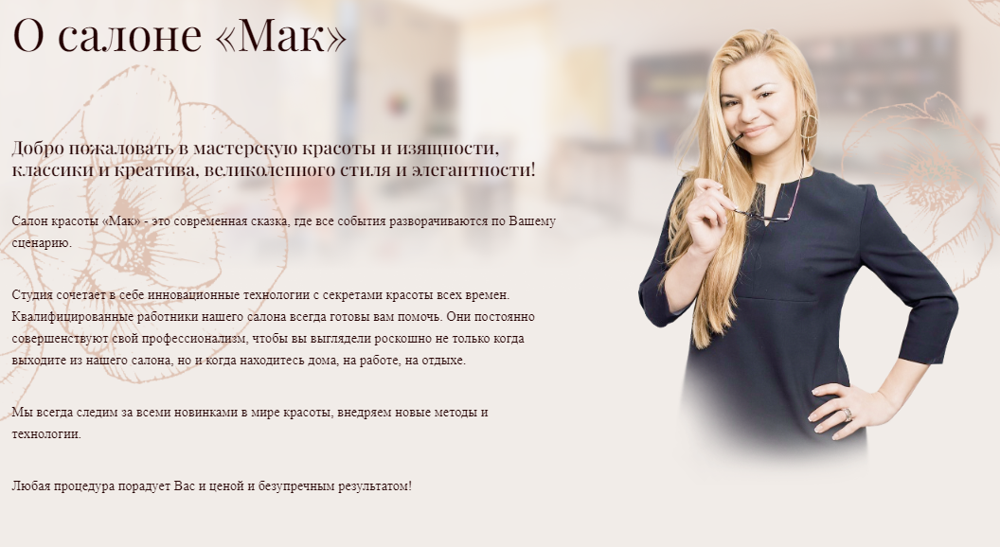 О салоне «Мак»
Добро пожаловать в мастерскую красоты и изящности,
классики и креатива, великолепного стиля и элегантности!
Салон красоты «Мак» - это современная сказка, где все события разворачиваются по Вашему
сценарию.
Студия сочетает в себе инновационные технологии с секретами красоты всех времен.
Квалифицированные работники нашего салона всегда готовы вам помочь. Они постоянно
совершенствуют свой профессионализм, чтобы вы выглядели роскошно не только когда
выходите из нашего салона, но и когда находитесь дома, на работе, на отдыхе.
Мы всегда следим за всеми новинками в мире красоты, внедряем новые методы и
технологии.
Любая процедура порадует Вас и ценой и безупречным результатом!